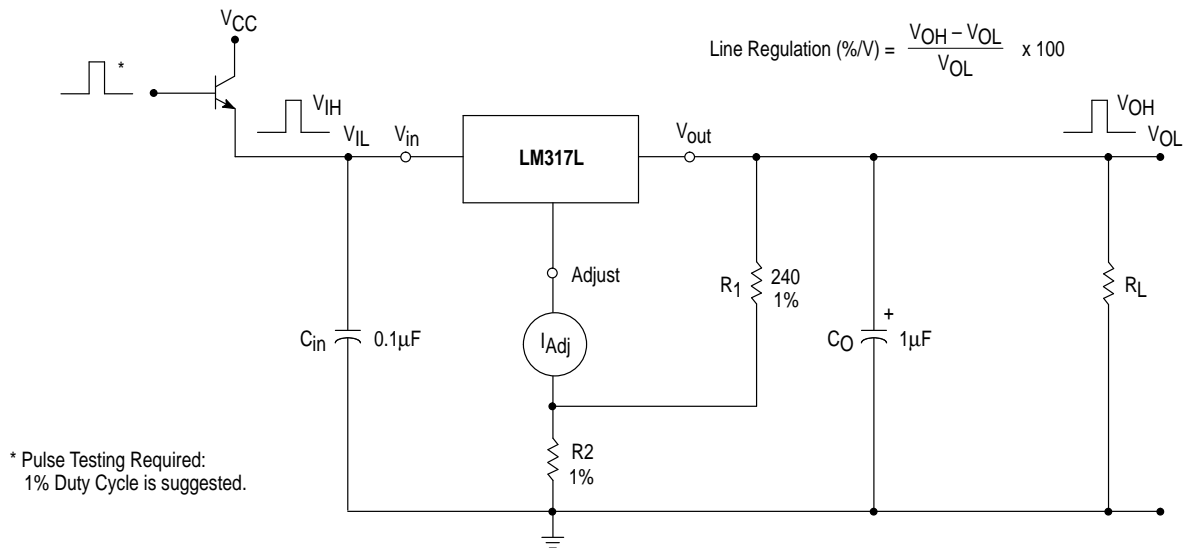 VCC
Line Regulation (%/V) = VOH – VOL / VOL x 100
*
VIH
VIL
Vin
LM317L
Vout
VOH
VOL
Adjust
R1
240
1%
RL
Cin
0.1µF
IAdj
+
CO
1µF
R2
1%
* Pulse Testing Required:
1% Duty Cycle is suggested.